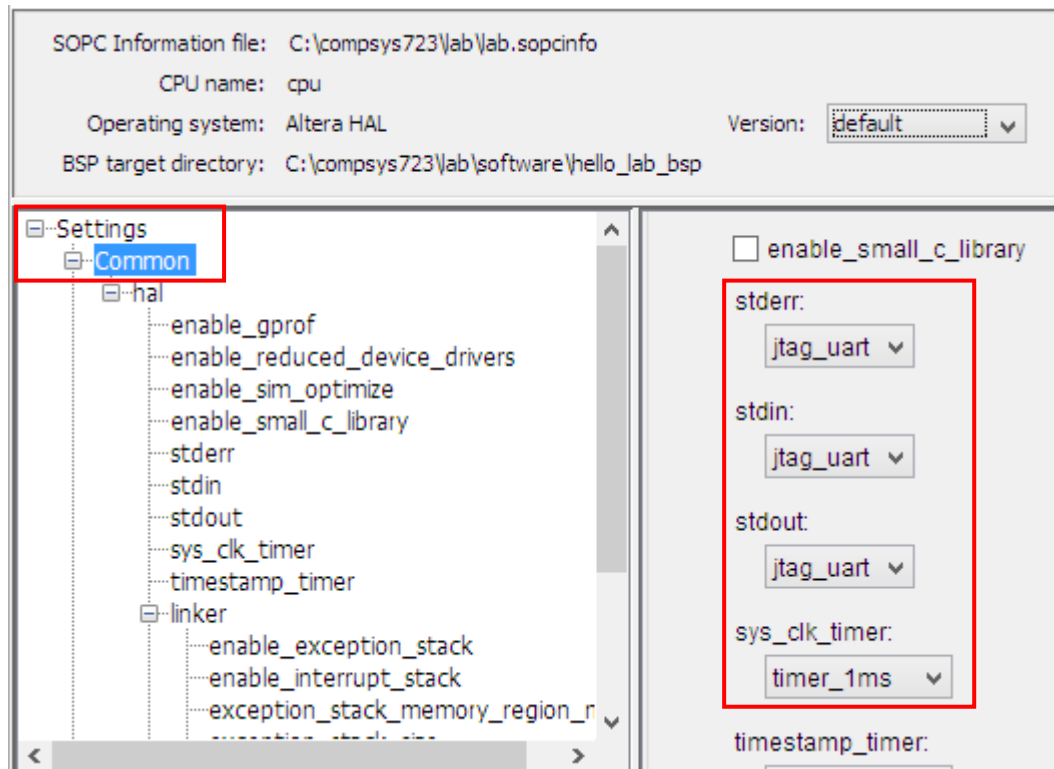 SOPC Information file: C:\compsys723\lab\lab.sopcinfo
CPU name: cpu
Operating system: Altera HAL
Version: default
BSP target directory: C:\compsys723\lab\software\hello_lab_bsp
Settings
Common
hal
enable_gprof
enable_reduced_device_drivers
enable_sim_optimize
enable_small_c_library
stderr
stdin
stdout
sys_clk_timer
timestamp_timer
linker
enable_exception_stack
enable_interrupt_stack
exception_stack_memory_region_n
enable_small_c_library
stderr:
jtag_uart
stdin:
jtag_uart
stdout:
jtag_uart
sys_clk_timer:
timer_1ms
timestamp_timer: